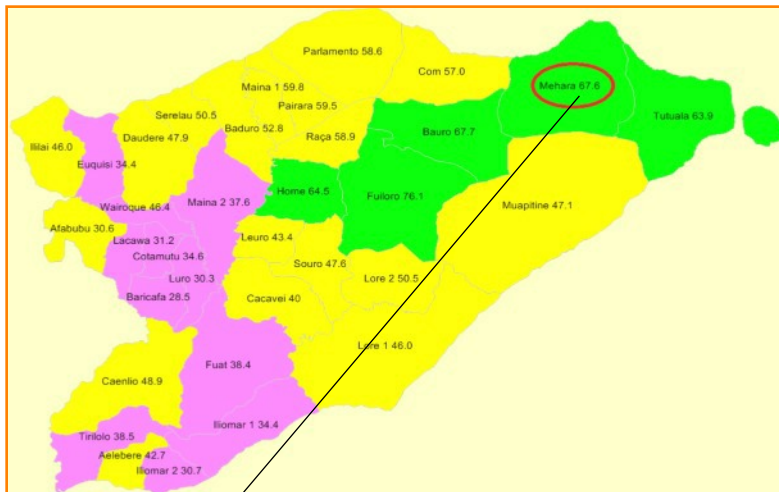 Parlamento 58.6
Com 57.0
Mehara 67.6
Maina 1 59.8
Pairara 59.5
Serelau 50.5
Tutuala 63.9
Baduro 52.8
Daudere 47.9
Raça 58.9
Bauro 67.7
Ililai 46.0
Euquisi 34.4
Home 64.5
Fuiloro 76.1
Maina 2 37.6
Wairoque 46.4
Muapitine 47.1
Afabubu 30.6
Leuro 43.4
Lacawa 31.2
Cotamutu 34.6
Souro 47.6
Luro 30.3
Lore 2 50.5
Baricafa 28.5
Cacavei 40
Lore 1 46.0
Fuat 38.4
Caenlio 48.9
Iliomar 1 34.4
Tirilolo 38.5
Aelebere 42.7
Iliomar 2 30.7